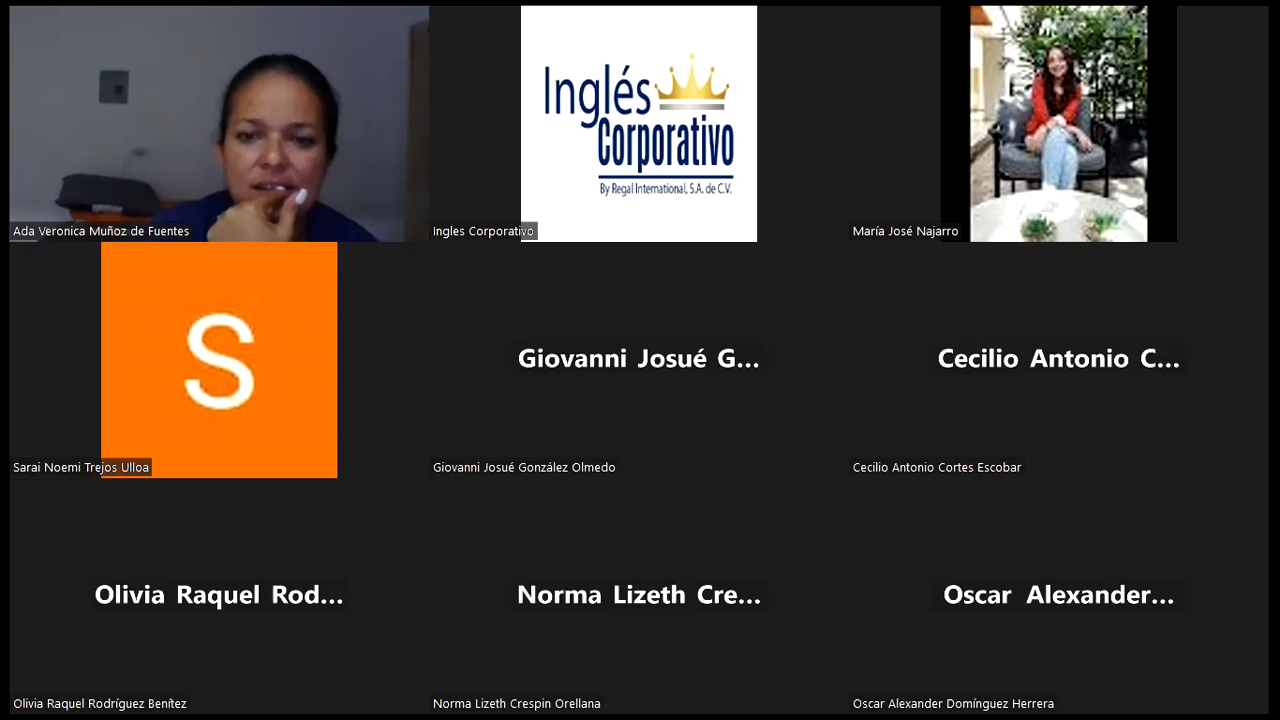 Inglés
Corporativo
By Regal International, S.A. de C.V.
Ada Veronica Muñoz de Fuentes
Ingles Corporativo
María José Najarro
S
Giovanni Josué G...
Cecilio Antonio C...
Sarai Noemi Trejos Ulloa
Giovanni Josué González Olmedo
Cecilio Antonio Cortes Escobar
Olivia Raquel Rod...
Norma Lizeth Cre...
Oscar Alexander...
Olivia Raquel Rodríguez Benítez
Norma Lizeth Crespin Orellana
Oscar Alexander Domínguez Herrera